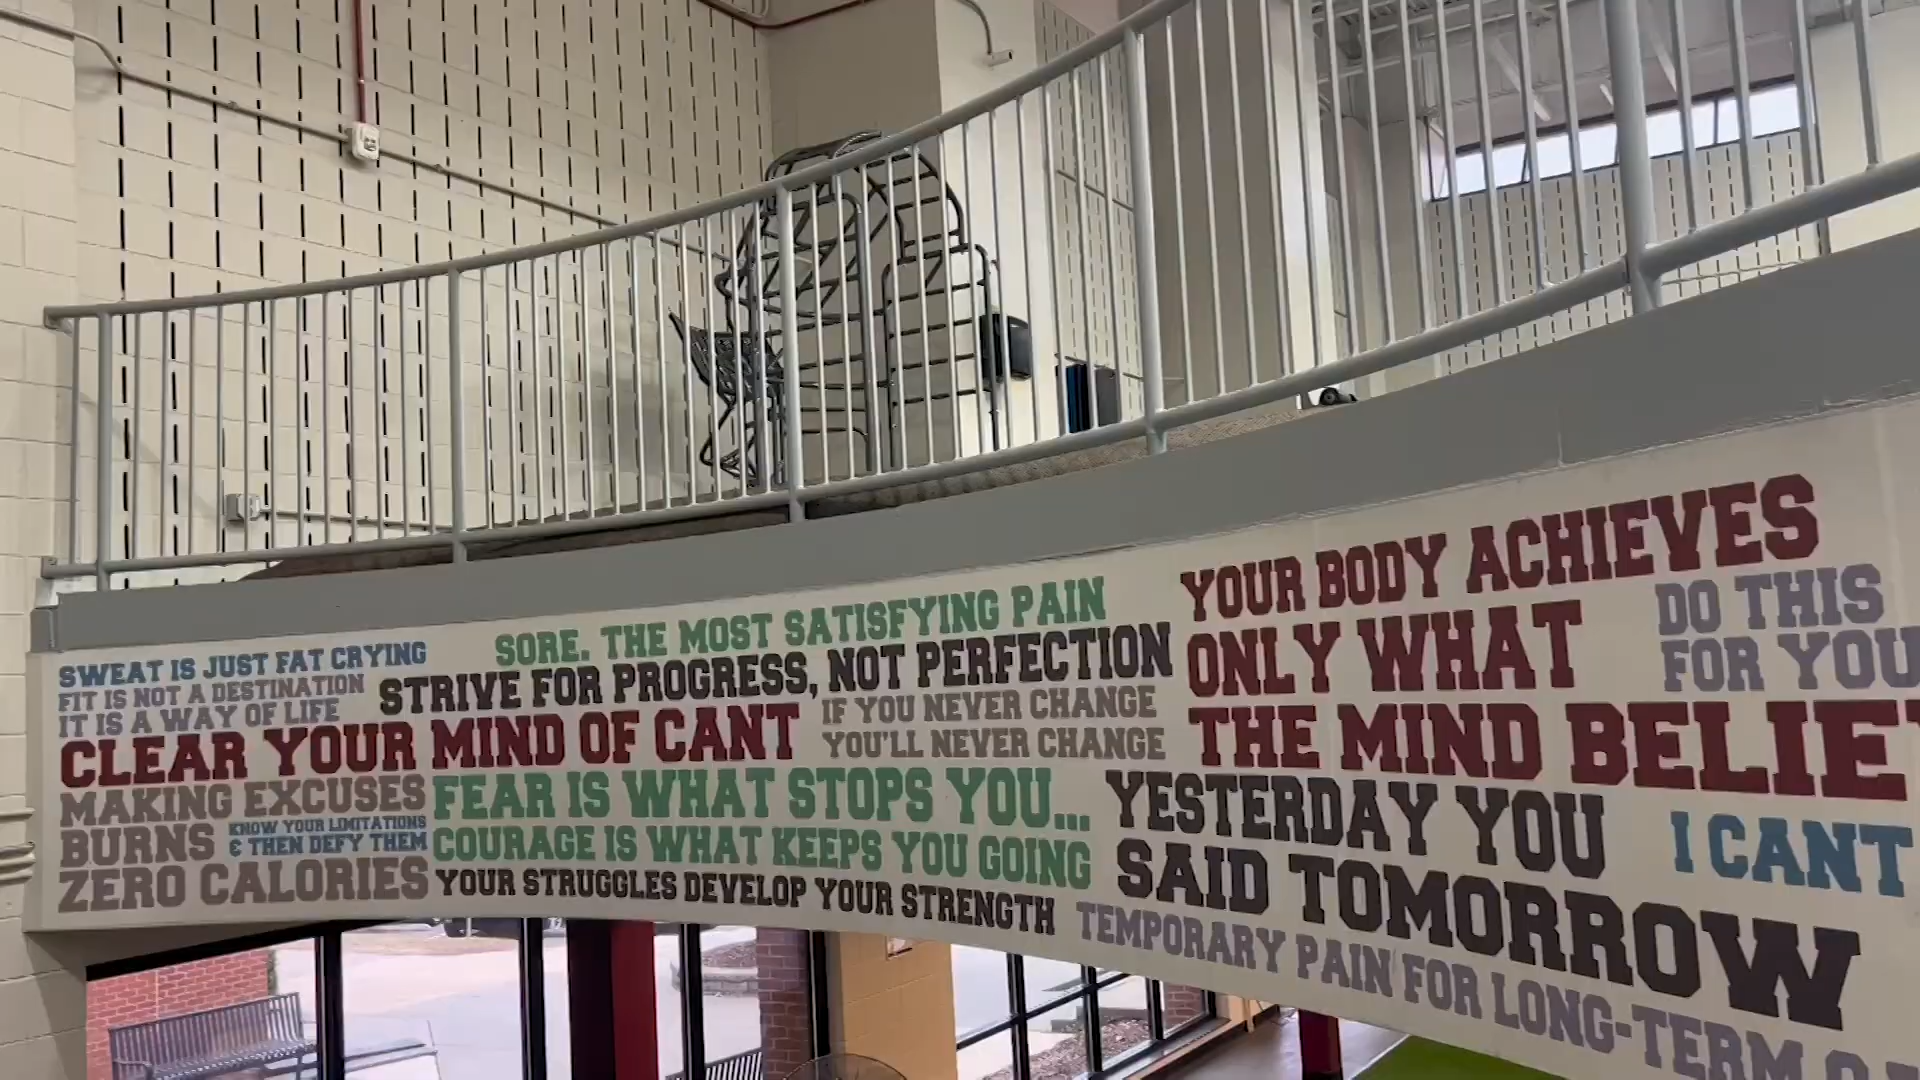 SWEAT IS JUST FAT CRYING
FIT IS NOT A DESTINATION
IT IS A WAY OF LIFE
SORE. THE MOST SATISFYING PAIN
STRIVE FOR PROGRESS, NOT PERFECTION
CLEAR YOUR MIND OF CANT
IF YOU NEVER CHANGE
YOU'LL NEVER CHANGE
MAKING EXCUSES
BURNS
ZERO CALORIES
KNOW YOUR LIMITATIONS
& THEN DEFY THEM
FEAR IS WHAT STOPS YOU...
COURAGE IS WHAT KEEPS YOU GOING
YOUR STRUGGLES DEVELOP YOUR STRENGTH
YOUR BODY ACHIEVES
ONLY WHAT
THE MIND BELIE
DO THIS
FOR YOU
YESTERDAY YOU
SAID TOMORROW
I CANT
TEMPORARY PAIN FOR LONG-TERM